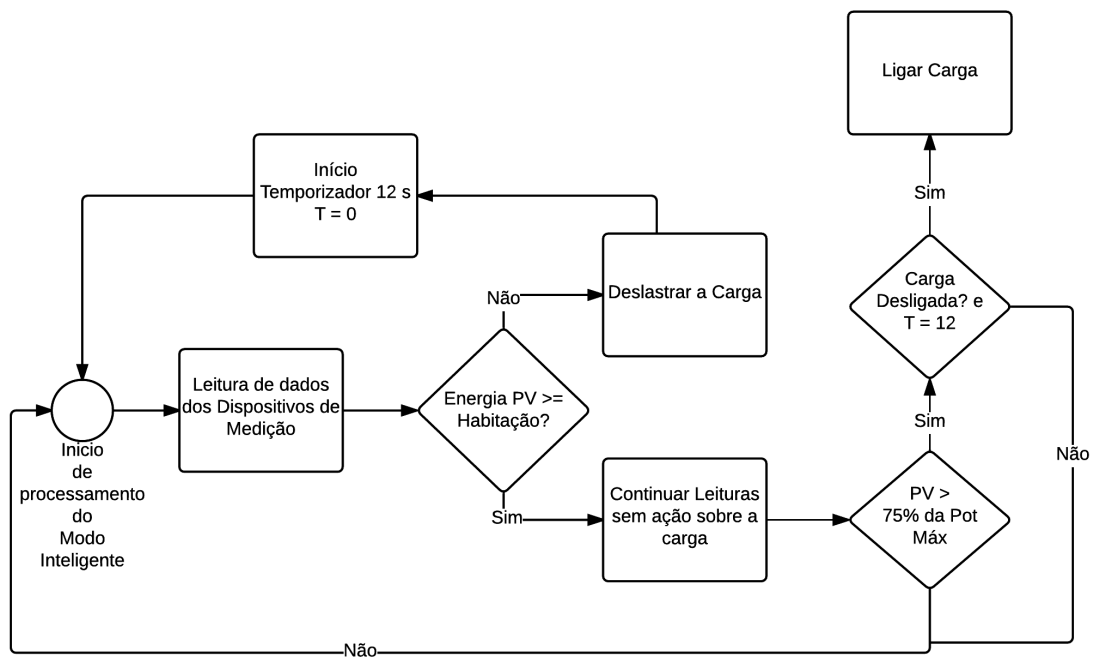 Ligar Carga
Início
Temporizador 12 s
T = 0
Sim
Deslastrar a Carga
Carga
Desligada? e
T = 12
Não
Leitura de dados
dos Dispositivos de
Medição
Energia PV >=
Habitação?
Inicio
de
processamento
do
Modo
Inteligente
Sim
Não
Continuar Leituras
sem ação sobre a
carga
PV >
75% da Pot
Máx
Sim
Não